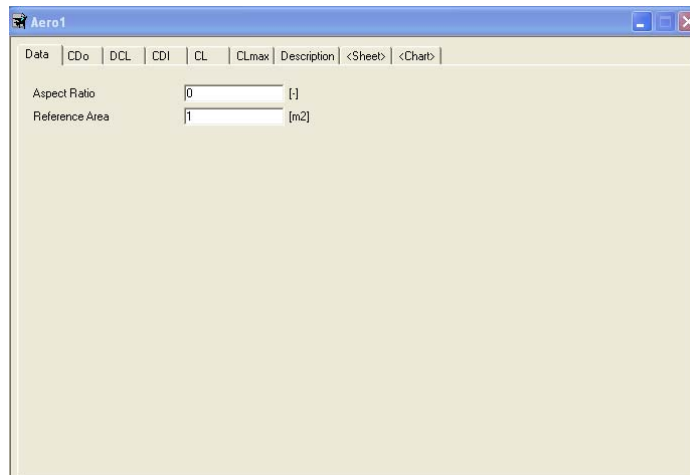 Aero1
Data CDo DCL CDI CL CLmax Description <Sheet> <Chart>
Aspect Ratio 0 [-]
Reference Area 1 [m2]